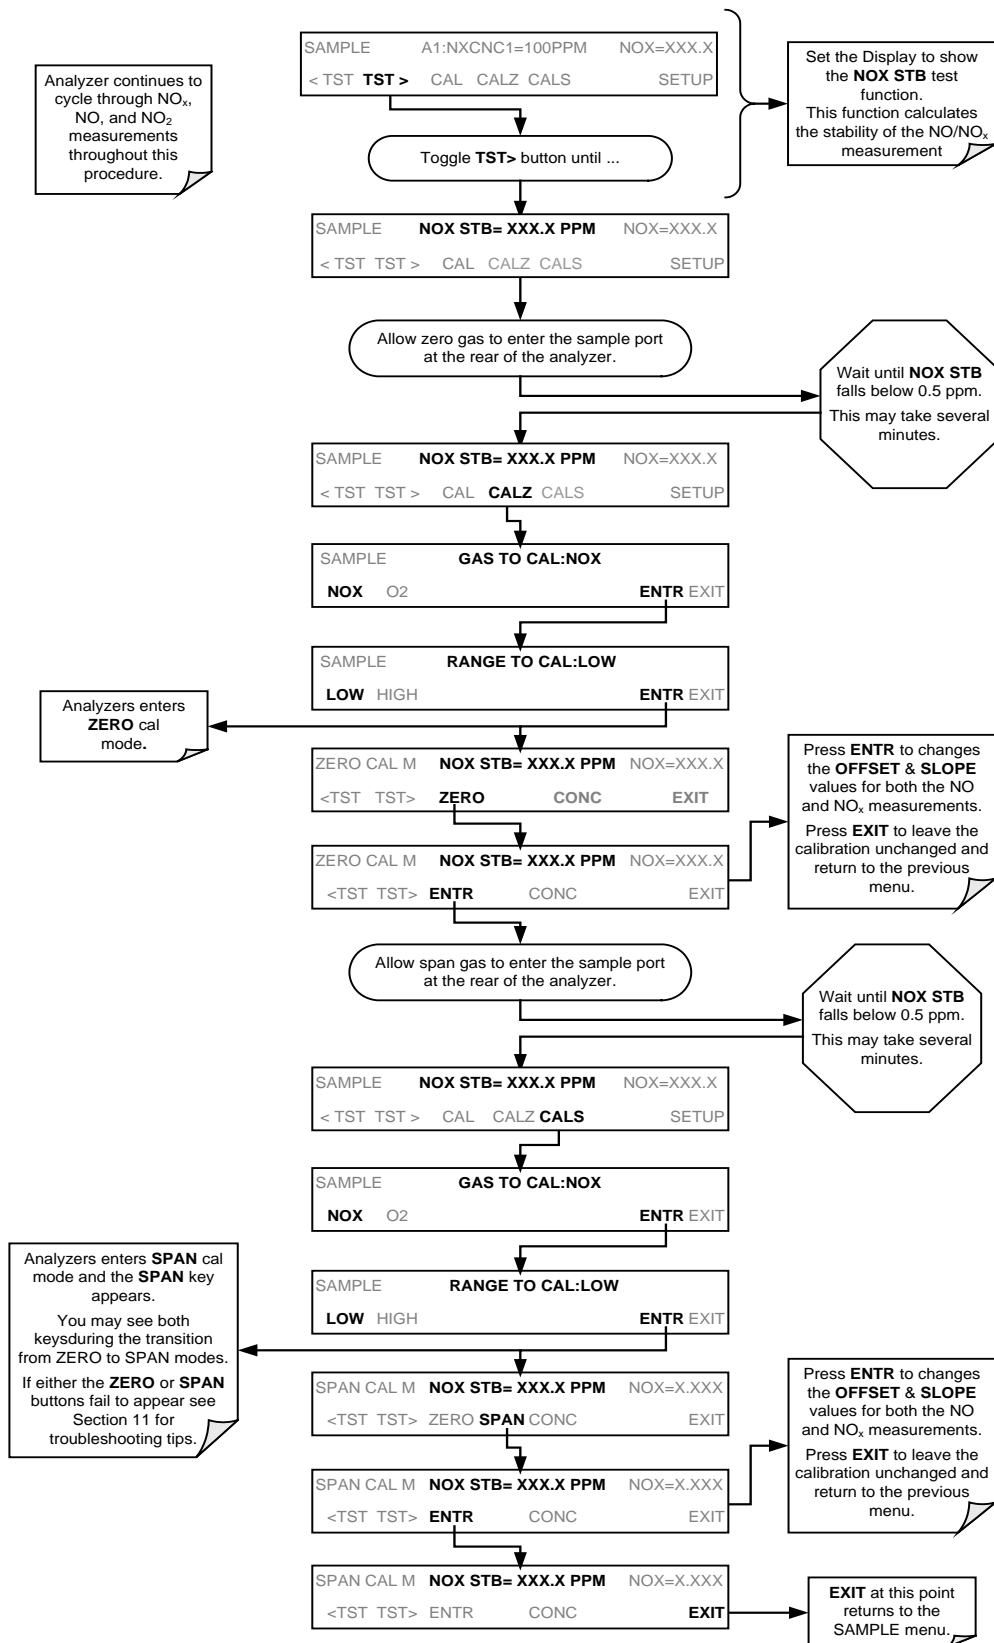 SAMPLE A1:NXCNC1=100PPM NOX=XXX.X
< TST TST > CAL CALZ CALS SETUP
Set the Display to show
the NOX STB test
function.
This function calculates
the stability of the NO/NOx
measurement
Analyzer continues to
cycle through NOx,
NO, and NO2
measurements
throughout this
procedure.
Toggle TST> button until ...
SAMPLE NOX STB= XXX.X PPM NOX=XXX.X
< TST TST > CAL CALZ CALS SETUP
Allow zero gas to enter the sample port
at the rear of the analyzer.
Wait until NOX STB
falls below 0.5 ppm.
This may take several
minutes.
SAMPLE NOX STB= XXX.X PPM NOX=XXX.X
< TST TST > CAL CALZ CALS SETUP
SAMPLE GAS TO CAL:NOX
NOX O2 ENTR EXIT
SAMPLE RANGE TO CAL:LOW
LOW HIGH ENTR EXIT
Analyzers enters
ZERO cal
mode.
ZERO CAL M NOX STB= XXX.X PPM NOX=XXX.X
<TST TST> ZERO CONC EXIT
Press ENTR to changes
the OFFSET & SLOPE
values for both the NO
and NOx measurements.
Press EXIT to leave the
calibration unchanged and
return to the previous
menu.
ZERO CAL M NOX STB= XXX.X PPM NOX=XXX.X
<TST TST> ENTR CONC EXIT
Allow span gas to enter the sample port
at the rear of the analyzer.
Wait until NOX STB
falls below 0.5 ppm.
This may take several
minutes.
SAMPLE NOX STB= XXX.X PPM NOX=XXX.X
< TST TST > CAL CALZ CALS SETUP
SAMPLE GAS TO CAL:NOX
NOX O2 ENTR EXIT
SAMPLE RANGE TO CAL:LOW
LOW HIGH ENTR EXIT
Analyzers enters SPAN cal
mode and the SPAN key
appears.
You may see both
keysduring the transition
from ZERO to SPAN modes.
If either the ZERO or SPAN
buttons fail to appear see
Section 11 for
troubleshooting tips.
SPAN CAL M NOX STB= XXX.X PPM NOX=X.XXX
<TST TST> ZERO SPAN CONC EXIT
Press ENTR to changes
the OFFSET & SLOPE
values for both the NO
and NOx measurements.
Press EXIT to leave the
calibration unchanged and
return to the previous
menu.
SPAN CAL M NOX STB= XXX.X PPM NOX=X.XXX
<TST TST> ENTR CONC EXIT
SPAN CAL M NOX STB= XXX.X PPM NOX=X.XXX
<TST TST> ENTR CONC EXIT
EXIT at this point
returns to the
SAMPLE menu.